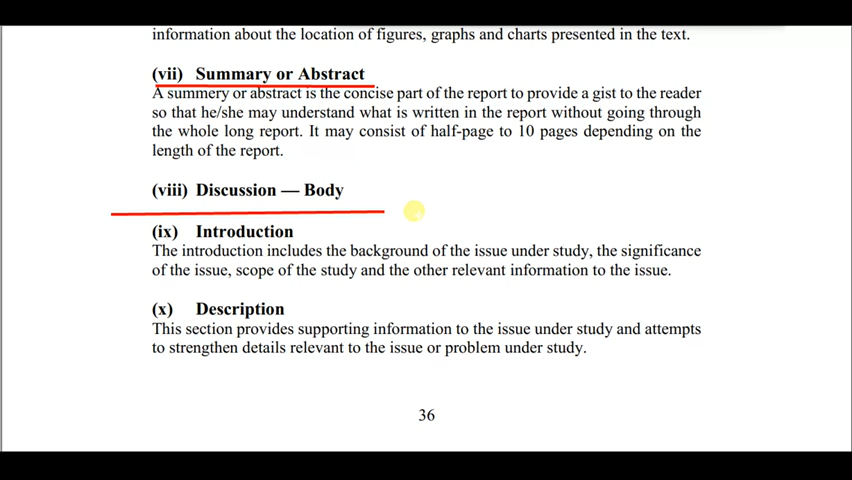 information about the location of figures, graphs and charts presented in the text.
(vii) Summary or Abstract
A summery or abstract is the concise part of the report to provide a gist to the reader
so that he/she may understand what is written in the report without going through
the whole long report. It may consist of half-page to 10 pages depending on the
length of the report.
(viii) Discussion — Body
(ix) Introduction
The introduction includes the background of the issue under study, the significance
of the issue, scope of the study and the other relevant information to the issue.
(x) Description
This section provides supporting information to the issue under study and attempts
to strengthen details relevant to the issue or problem under study.
36